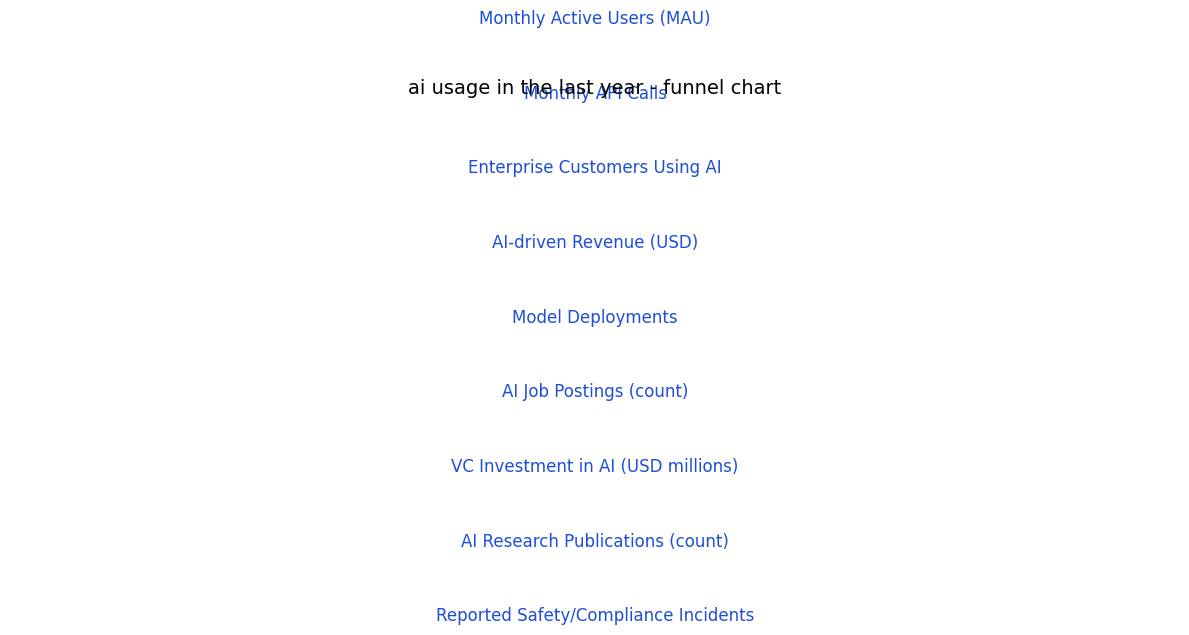 Monthly Active Users (MAU)
ai usage in the last year - funnel chart
Monthly API Calls
Enterprise Customers Using AI
AI-driven Revenue (USD)
Model Deployments
AI Job Postings (count)
VC Investment in AI (USD millions)
AI Research Publications (count)
Reported Safety/Compliance Incidents